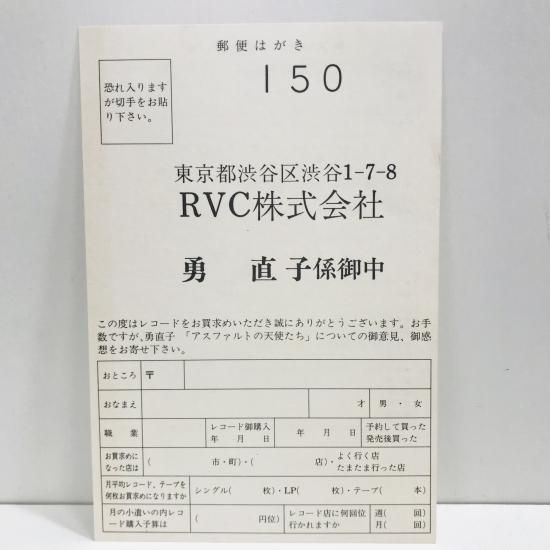 郵便はがき
150
恐れ入ります
が切手をお貼
り下さい。
東京都渋谷区渋谷1-7-8
RVC株式会社
勇 直子係御中
この度はレコードをお買求めいただき誠にありがとうございます。お手
数ですが、勇直子 「アスファルトの天使たち」についての御意見、御感
想をお寄せ下さい。
おところ 〒
おなまえ 才 男・女
職業 レコード御購入 年 月 日 年 月 日 予約して買った 発売後買った
お買求めに なった店は ( 市・町)・( 店)・ よく行く店 たまたま行った店
月平均レコード、テープを 何枚お買求めになりますか シングル( 枚)・LP( 枚)・テープ( 本)
月の小遣いの内レコ ード購入予算は ( 円位) レコード店に何回位 行かれますか 週( 回) 月( 回)